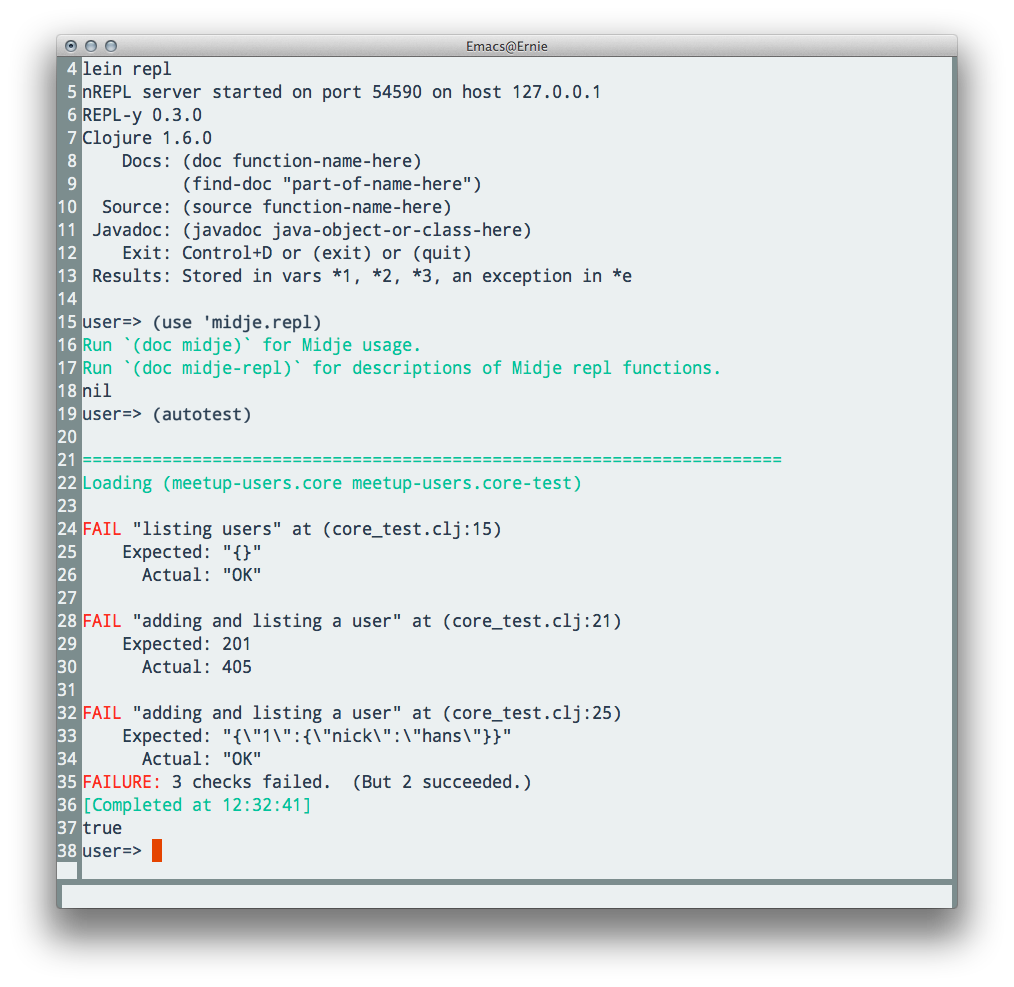 Emacs@Ernie
4 lein repl
5 nREPL server started on port 54590 on host 127.0.0.1
6 REPL-y 0.3.0
7 Clojure 1.6.0
8     Docs: (doc function-name-here)
9           (find-doc "part-of-name-here")
10   Source: (source function-name-here)
11  Javadoc: (javadoc java-object-or-class-here)
12     Exit: Control+D or (exit) or (quit)
13  Results: Stored in vars *1, *2, *3, an exception in *e
14
15 user=> (use 'midje.repl)
16 Run `(doc midje)` for Midje usage.
17 Run `(doc midje-repl)` for descriptions of Midje repl functions.
18 nil
19 user=> (autotest)
20
21 ======================================================================
22 Loading (meetup-users.core meetup-users.core-test)
23
24 FAIL "listing users" at (core_test.clj:15)
25     Expected: "{}"
26       Actual: "OK"
27
28 FAIL "adding and listing a user" at (core_test.clj:21)
29     Expected: 201
30       Actual: 405
31
32 FAIL "adding and listing a user" at (core_test.clj:25)
33     Expected: "{\"1\":{\"nick\":\"hans\"}}"
34       Actual: "OK"
35 FAILURE: 3 checks failed.  (But 2 succeeded.)
36 [Completed at 12:32:41]
37 true
38 user=>